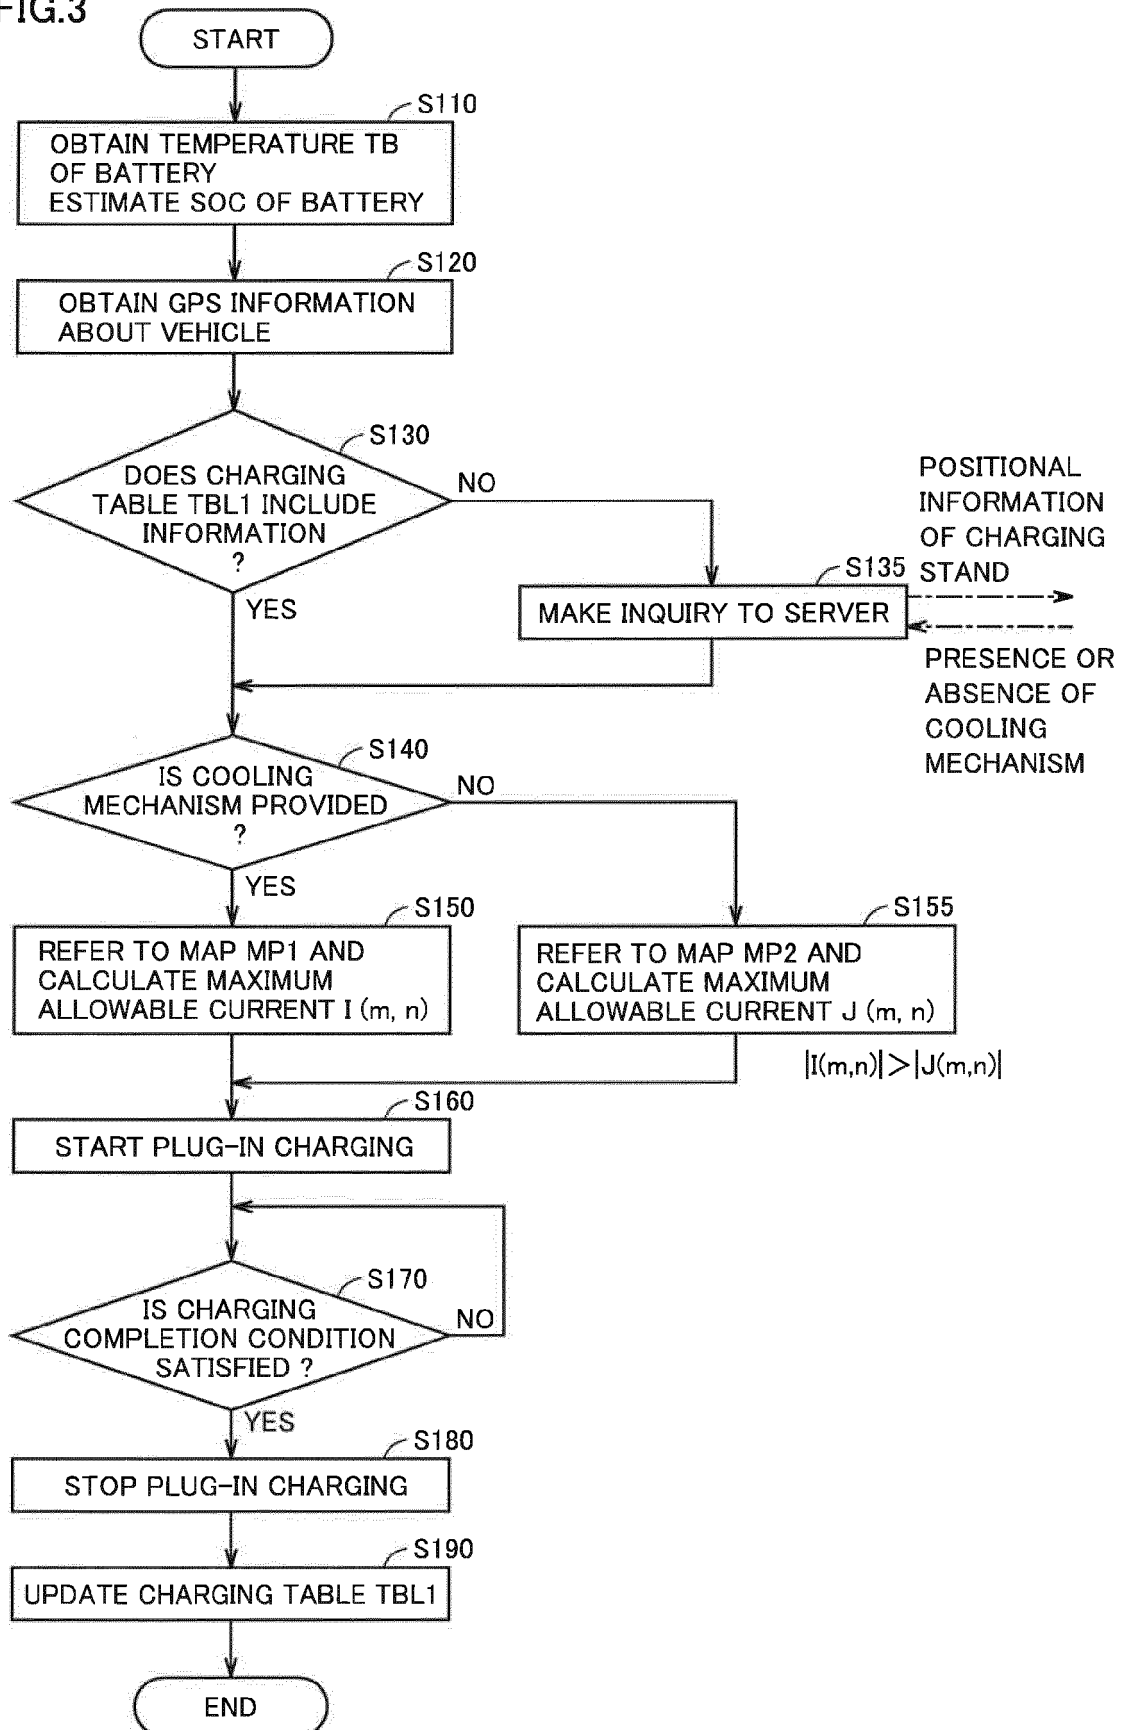 FIG.3
START
S110
OBTAIN TEMPERATURE TB
OF BATTERY
ESTIMATE SOC OF BATTERY
S120
OBTAIN GPS INFORMATION
ABOUT VEHICLE
S130
DOES CHARGING
TABLE TBL1 INCLUDE
INFORMATION
?
NO
YES
S135
MAKE INQUIRY TO SERVER
POSITIONAL
INFORMATION
OF CHARGING
STAND
PRESENCE OR
ABSENCE OF
COOLING
MECHANISM
S140
IS COOLING
MECHANISM PROVIDED
?
NO
YES
S150
REFER TO MAP MP1 AND
CALCULATE MAXIMUM
ALLOWABLE CURRENT I (m, n)
S155
REFER TO MAP MP2 AND
CALCULATE MAXIMUM
ALLOWABLE CURRENT J (m, n)
|I(m,n)|>|J(m,n)|
S160
START PLUG-IN CHARGING
S170
IS CHARGING
COMPLETION CONDITION
SATISFIED ?
NO
YES
S180
STOP PLUG-IN CHARGING
S190
UPDATE CHARGING TABLE TBL1
END